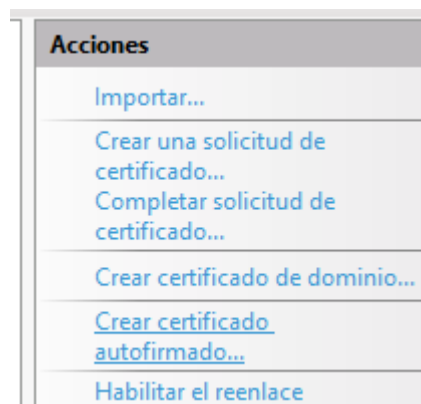 Acciones
Importar...
Crear una solicitud de
certificado...
Completar solicitud de
certificado...
Crear certificado de dominio...
Crear certificado
autofirmado...
Habilitar el reenlace